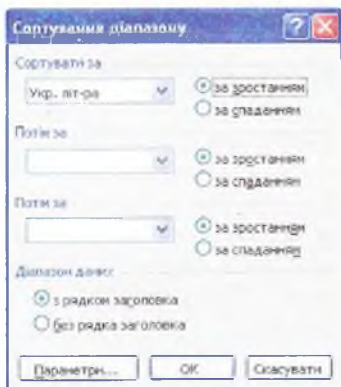 Сортування діапазону
Сортувати за
Укр. літ-ра
за зростанням
за спаданням
Потім за
за зростанням
за спаданням
Потім за
за зростанням
за спаданням
Діапазон даних
з рядком заголовка
без рядка заголовка
Параметри...
ОК
Скасувати